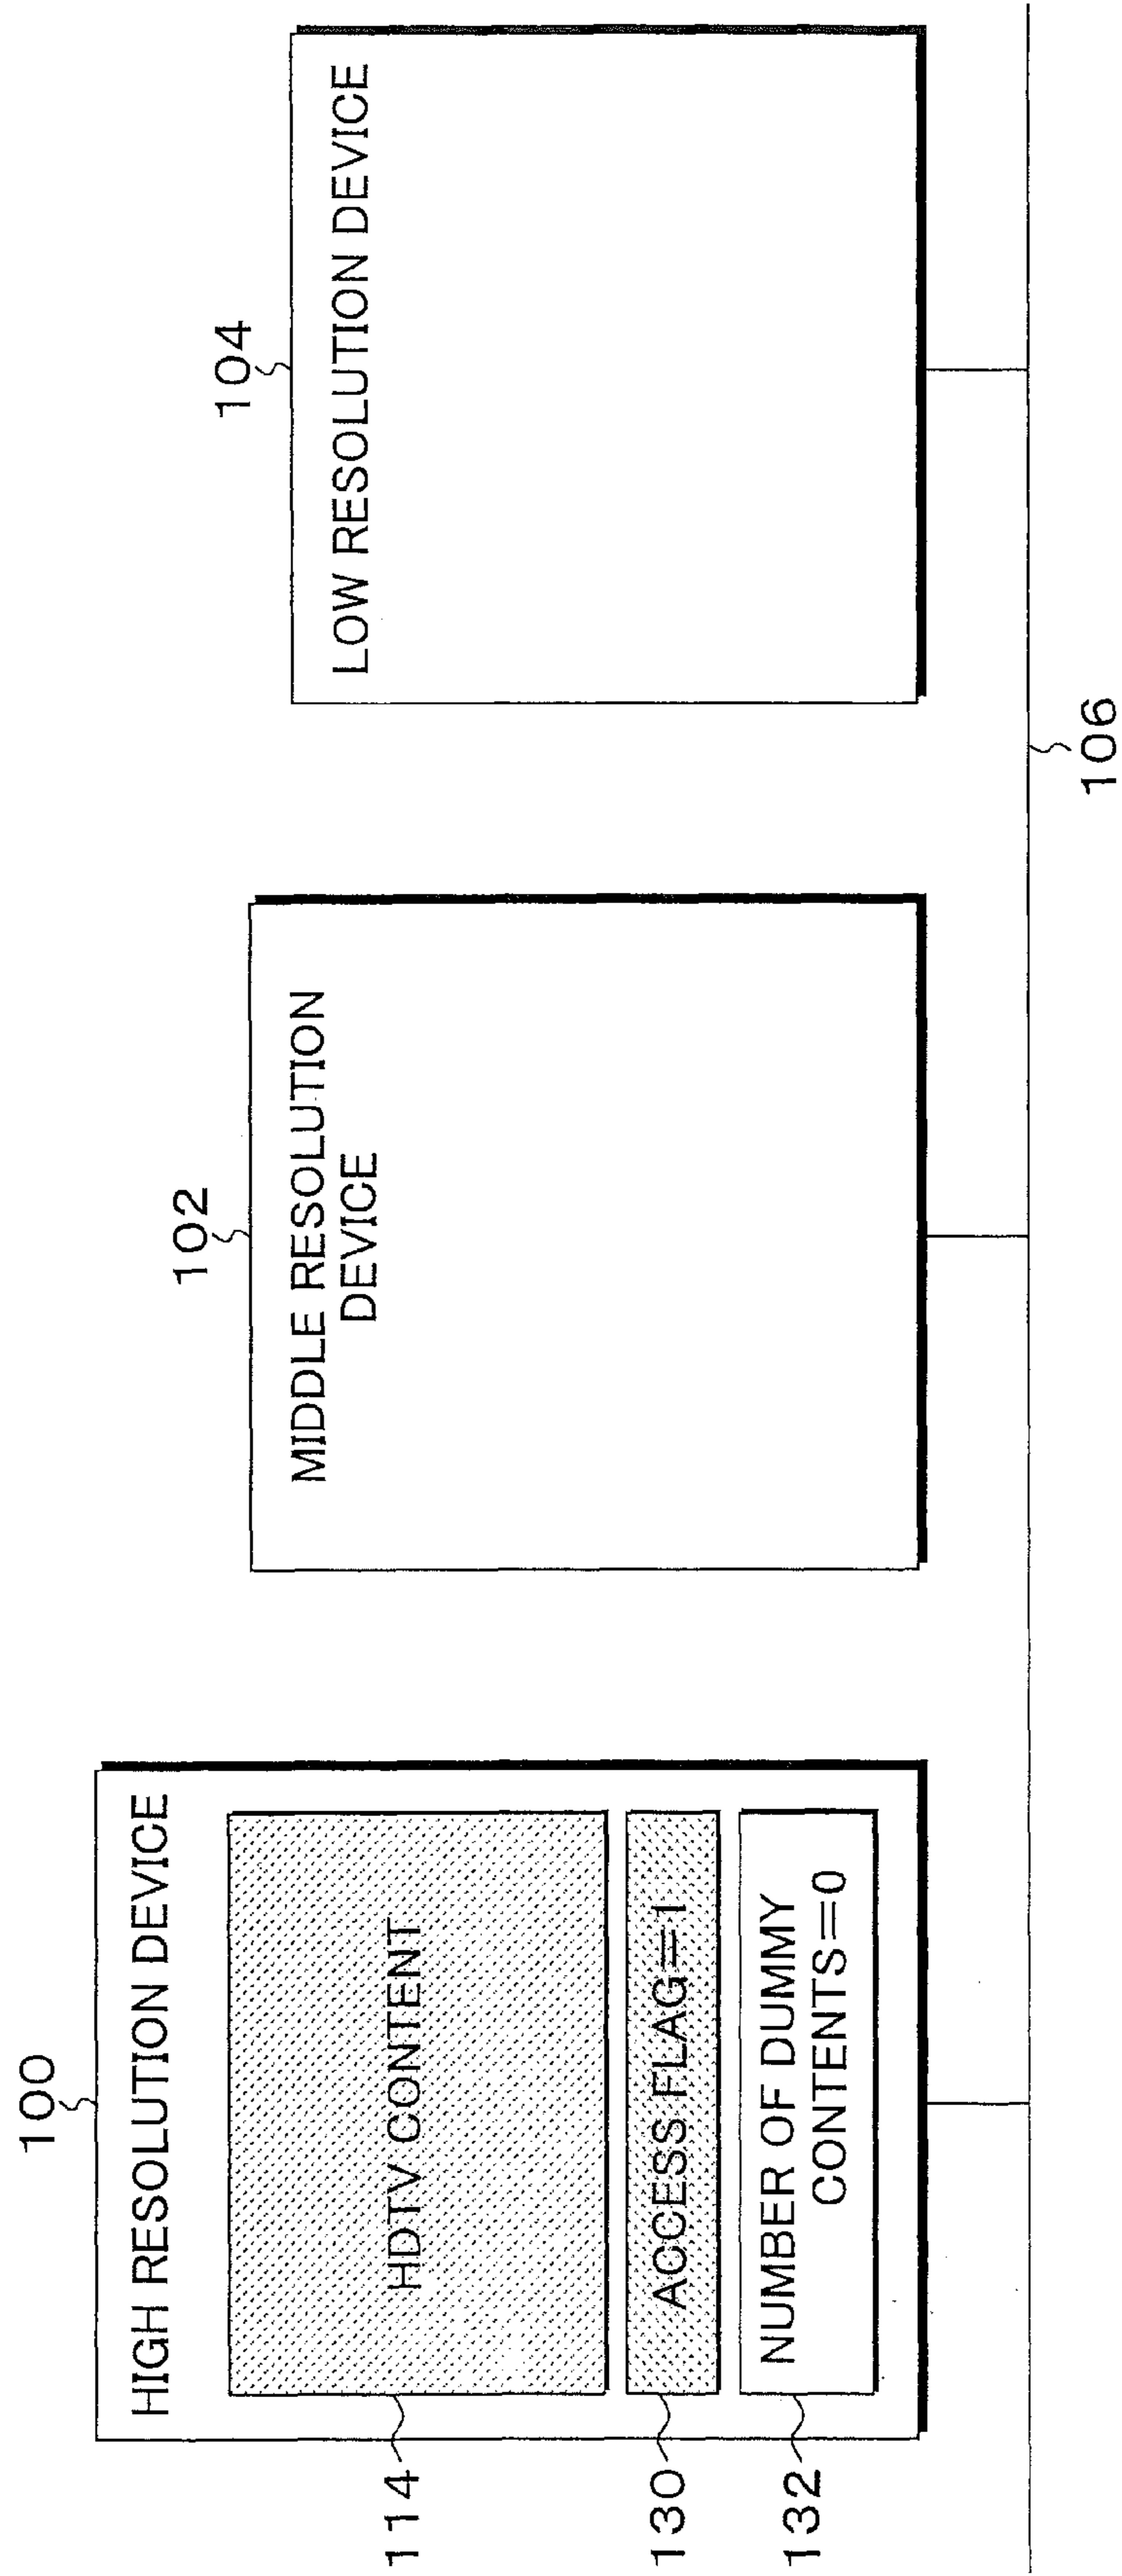 100
HIGH RESOLUTION DEVICE
HDTV CONTENT
114
ACCESS FLAG=1
130
NUMBER OF DUMMY
CONTENTS=0
132
102
MIDDLE RESOLUTION
DEVICE
104
LOW RESOLUTION DEVICE
106